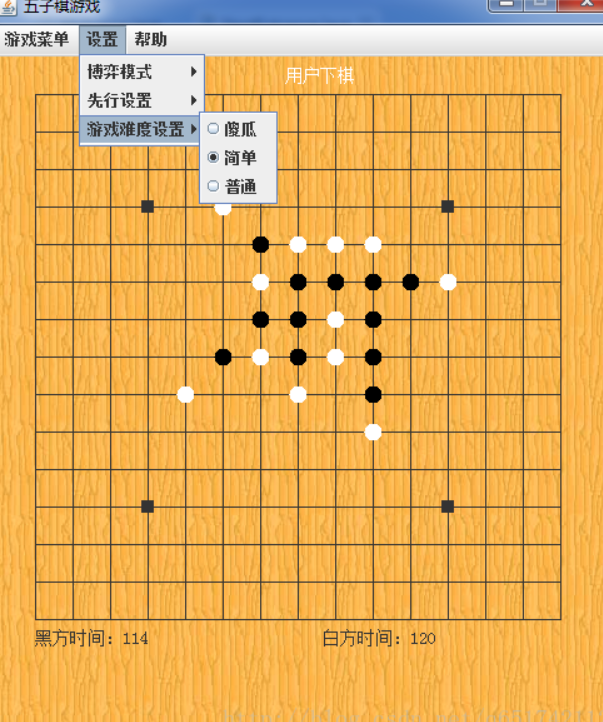 五子棋游戏
游戏菜单 设置 帮助
博弈模式
用户下棋
先行设置
游戏难度设置
傻瓜
简单
普通
黑方时间：114
白方时间：120